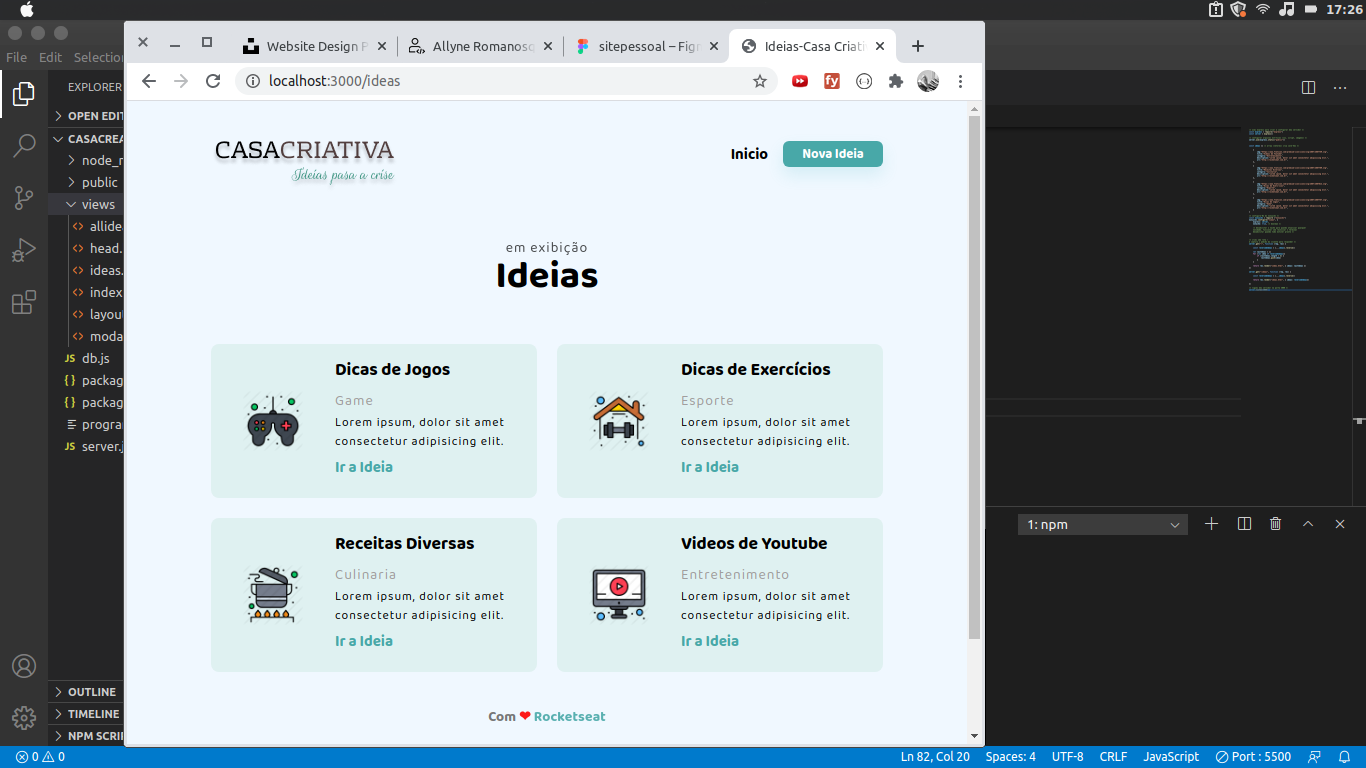 17:26
File Edit Selection
Website Design P
Allyne Romanosc
sitepessoal – Figm
Ideias-Casa Criati
localhost:3000/ideas
EXPLORER
OPEN EDIT
CASACREA
node_r
public
views
allidea
head.
ideas.
index
layou
moda
db.js
packag
packag
progra
server.j
OUTLINE
TIMELINE
NPM SCRI
CASACRIATIVA
Ideias pasa a crise
Inicio
Nova Ideia
em exibição
Ideias
Dicas de Jogos
Game
Lorem ipsum, dolor sit amet
consectetur adipisicing elit.
Ir a Ideia
Dicas de Exercícios
Esporte
Lorem ipsum, dolor sit amet
consectetur adipisicing elit.
Ir a Ideia
Receitas Diversas
Culinaria
Lorem ipsum, dolor sit amet
consectetur adipisicing elit.
Ir a Ideia
Videos de Youtube
Entretenimento
Lorem ipsum, dolor sit amet
consectetur adipisicing elit.
Ir a Ideia
Com ❤ Rocketseat
1: npm
0 0
Ln 82, Col 20 Spaces: 4 UTF-8 CRLF JavaScript Port : 5500